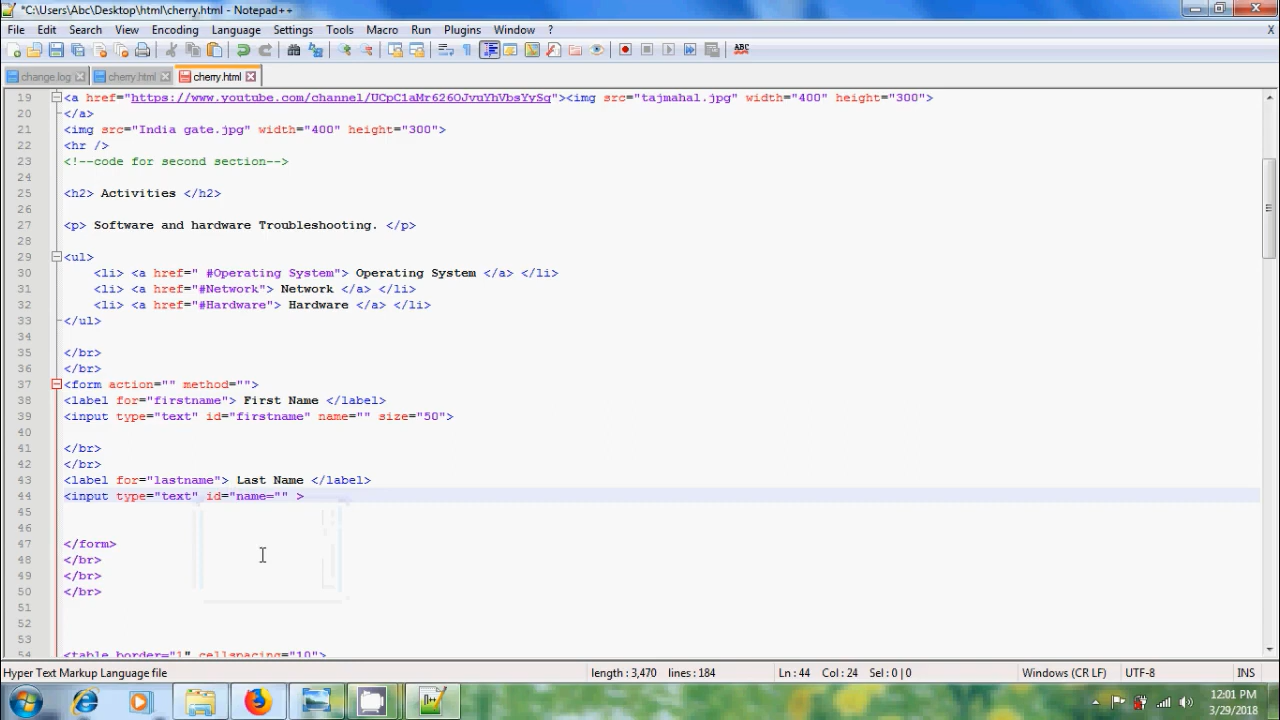 *C:\Users\Abc\Desktop\html\cherry.html - Notepad++
File Edit Search View Encoding Language Settings Tools Macro Run Plugins Window ? X
ABC
change.log cherry.html cherry.html
19 <a href="https://www.youtube.com/channel/UCpC1aMr626OJvuYhVbsYySq"><img src="tajmahal.jpg" width="400" height="300">
20 </a>
21 <img src="India gate.jpg" width="400" height="300">
22 <hr />
23 <!--code for second section-->
24
25 <h2> Activities </h2>
26
27 <p> Software and hardware Troubleshooting. </p>
28
29 <ul>
30 <li> <a href=" #Operating System"> Operating System </a> </li>
31 <li> <a href="#Network"> Network </a> </li>
32 <li> <a href="#Hardware"> Hardware </a> </li>
33 </ul>
34
35 </br>
36 </br>
37 <form action="" method="">
38 <label for="firstname"> First Name </label>
39 <input type="text" id="firstname" name="" size="50">
40
41 </br>
42 </br>
43 <label for="lastname"> Last Name </label>
44 <input type="text" id="name="" >
45
46
47 </form>
48 </br>
49 </br>
50 </br>
51
52
53
54 <table border="1" cellspacing="10">
Hyper Text Markup Language file length : 3,470 lines : 184 Ln : 44 Col : 24 Sel : 0 | 0 Windows (CR LF) UTF-8 INS
12:01 PM
3/29/2018